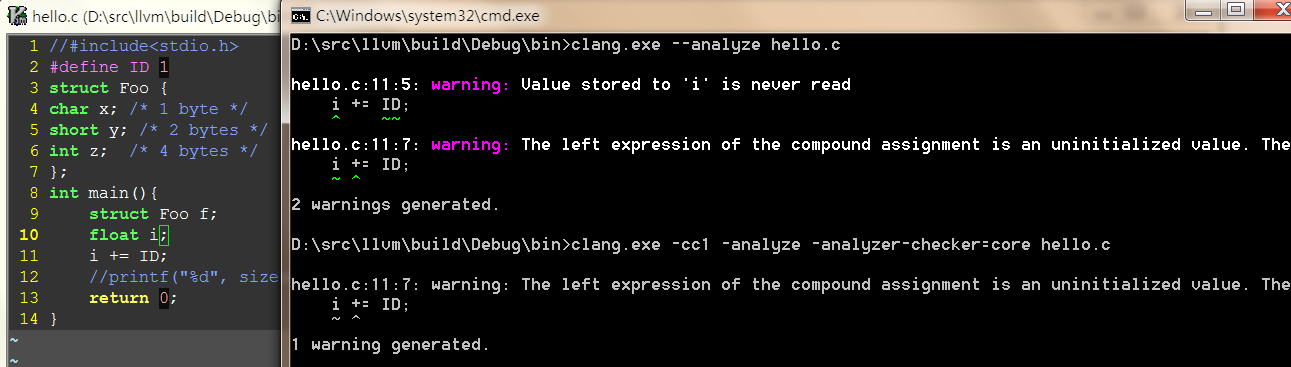 hello.c (D:\src\llvm\build\Debug\bi
1 //#include<stdio.h>
2 #define ID 1
3 struct Foo {
4 char x; /* 1 byte */
5 short y; /* 2 bytes */
6 int z;  /* 4 bytes */
7 };
8 int main(){
9     struct Foo f;
10     float i;
11     i += ID;
12     //printf("%d", size
13     return 0;
14 }
~
~
C:\Windows\system32\cmd.exe
D:\src\llvm\build\Debug\bin>clang.exe --analyze hello.c
hello.c:11:5: warning: Value stored to 'i' is never read
    i += ID;
    ^    ~~
hello.c:11:7: warning: The left expression of the compound assignment is an uninitialized value. The
    i += ID;
    ~ ^
2 warnings generated.
D:\src\llvm\build\Debug\bin>clang.exe -cc1 -analyze -analyzer-checker=core hello.c
hello.c:11:7: warning: The left expression of the compound assignment is an uninitialized value. The
    i += ID;
    ~ ^
1 warning generated.